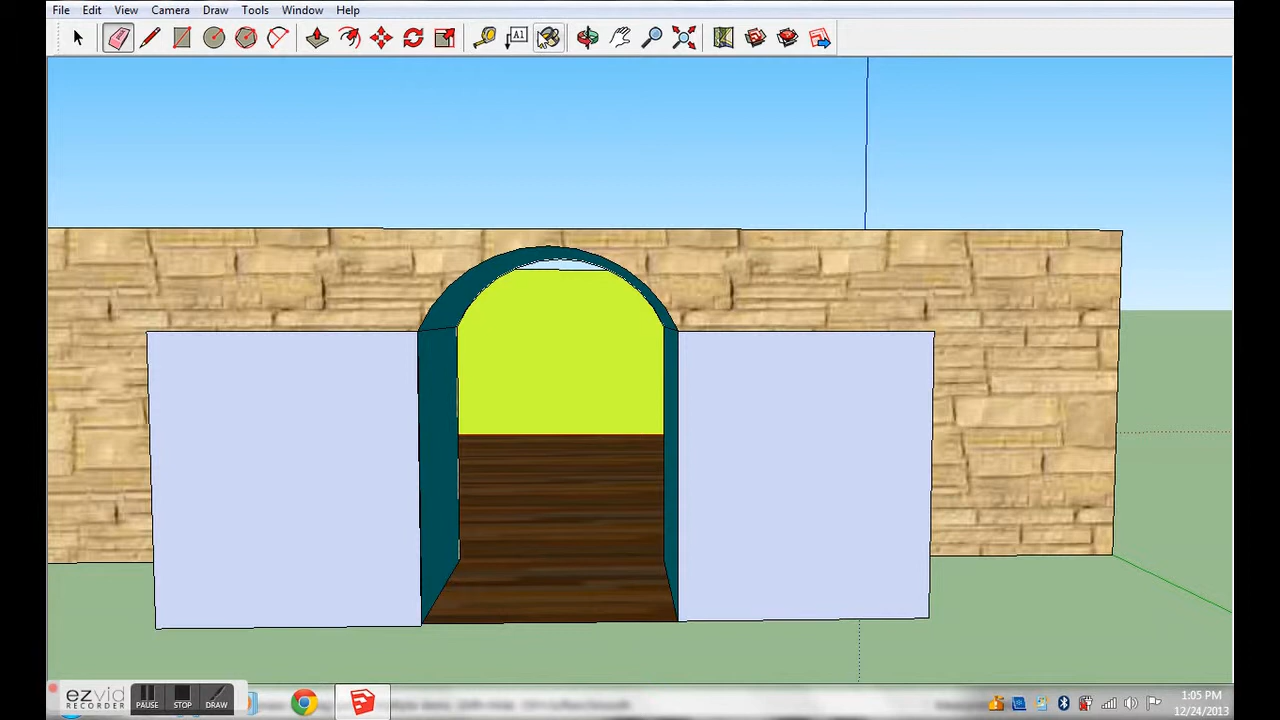 File Edit View Camera Draw Tools Window Help
A1
ezvid
RECORDER
PAUSE
STOP
DRAW
1:05 PM
12/24/2013